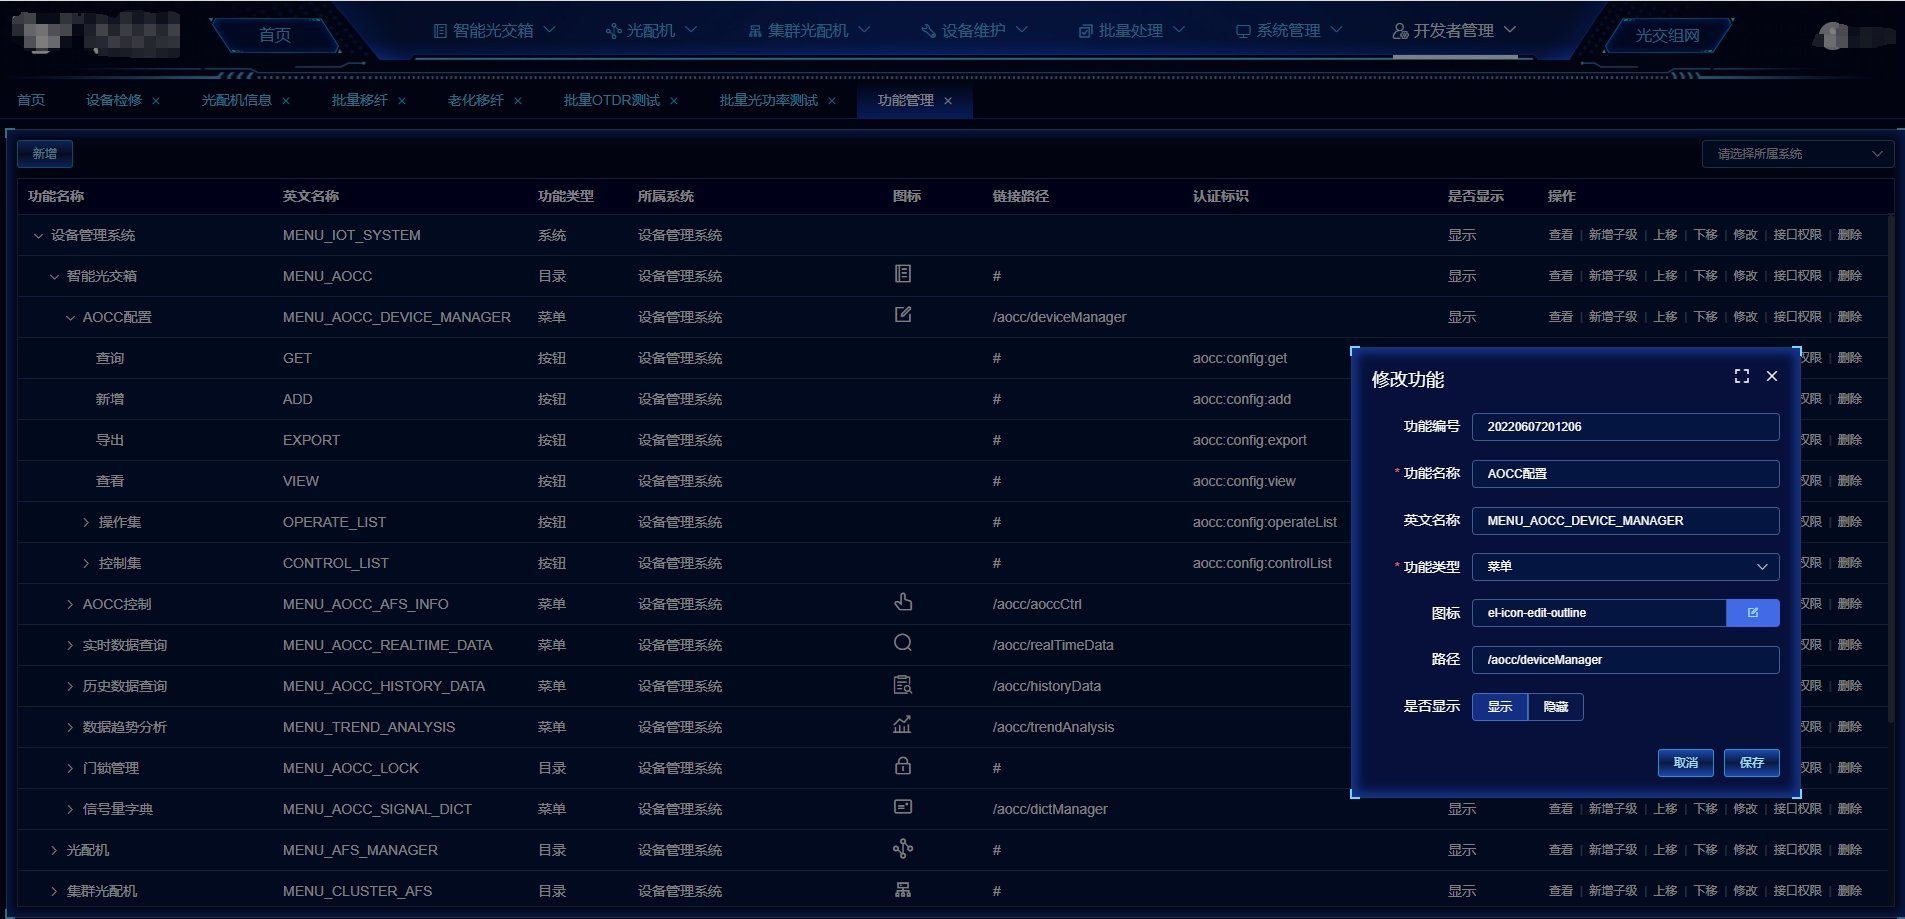 首页 智能光交箱 光配机 集群光配机 设备维护 批量处理 系统管理 开发者管理 光交组网
首页 设备检修 × 光配机信息 × 批量移纤 × 老化移纤 × 批量OTDR测试 × 批量光功率测试 × 功能管理 ×
新增 请选择所属系统
功能名称 英文名称 功能类型 所属系统 图标 链接路径 认证标识 是否显示 操作
设备管理系统 MENU_IOT_SYSTEM 系统 设备管理系统 显示 查看 | 新增子级 | 上移 | 下移 | 修改 | 接口权限 | 删除
智能光交箱 MENU_AOCC 目录 设备管理系统 # 显示 查看 | 新增子级 | 上移 | 下移 | 修改 | 接口权限 | 删除
AOCC配置 MENU_AOCC_DEVICE_MANAGER 菜单 设备管理系统 /aocc/deviceManager 显示 查看 | 新增子级 | 上移 | 下移 | 修改 | 接口权限 | 删除
查询 GET 按钮 设备管理系统 # aocc:config:get 权限 | 删除
新增 ADD 按钮 设备管理系统 # aocc:config:add 权限 | 删除
导出 EXPORT 按钮 设备管理系统 # aocc:config:export 权限 | 删除
查看 VIEW 按钮 设备管理系统 # aocc:config:view 权限 | 删除
操作集 OPERATE_LIST 按钮 设备管理系统 # aocc:config:operateList 权限 | 删除
控制集 CONTROL_LIST 按钮 设备管理系统 # aocc:config:controlList 权限 | 删除
AOCC控制 MENU_AOCC_AFS_INFO 菜单 设备管理系统 /aocc/aoccCtrl 权限 | 删除
实时数据查询 MENU_AOCC_REALTIME_DATA 菜单 设备管理系统 /aocc/realTimeData 权限 | 删除
历史数据查询 MENU_AOCC_HISTORY_DATA 菜单 设备管理系统 /aocc/historyData 权限 | 删除
数据趋势分析 MENU_TREND_ANALYSIS 菜单 设备管理系统 /aocc/trendAnalysis 权限 | 删除
门锁管理 MENU_AOCC_LOCK 目录 设备管理系统 # 权限 | 删除
信号量字典 MENU_AOCC_SIGNAL_DICT 菜单 设备管理系统 /aocc/dictManager 显示 查看 | 新增子级 | 上移 | 下移 | 修改 | 接口权限 | 删除
光配机 MENU_AFS_MANAGER 目录 设备管理系统 # 显示 查看 | 新增子级 | 上移 | 下移 | 修改 | 接口权限 | 删除
集群光配机 MENU_CLUSTER_AFS 目录 设备管理系统 # 显示 查看 | 新增子级 | 上移 | 下移 | 修改 | 接口权限 | 删除
修改功能
功能编号 20220607201206
* 功能名称 AOCC配置
英文名称 MENU_AOCC_DEVICE_MANAGER
* 功能类型 菜单
图标 el-icon-edit-outline
路径 /aocc/deviceManager
是否显示 显示 隐藏
取消 保存